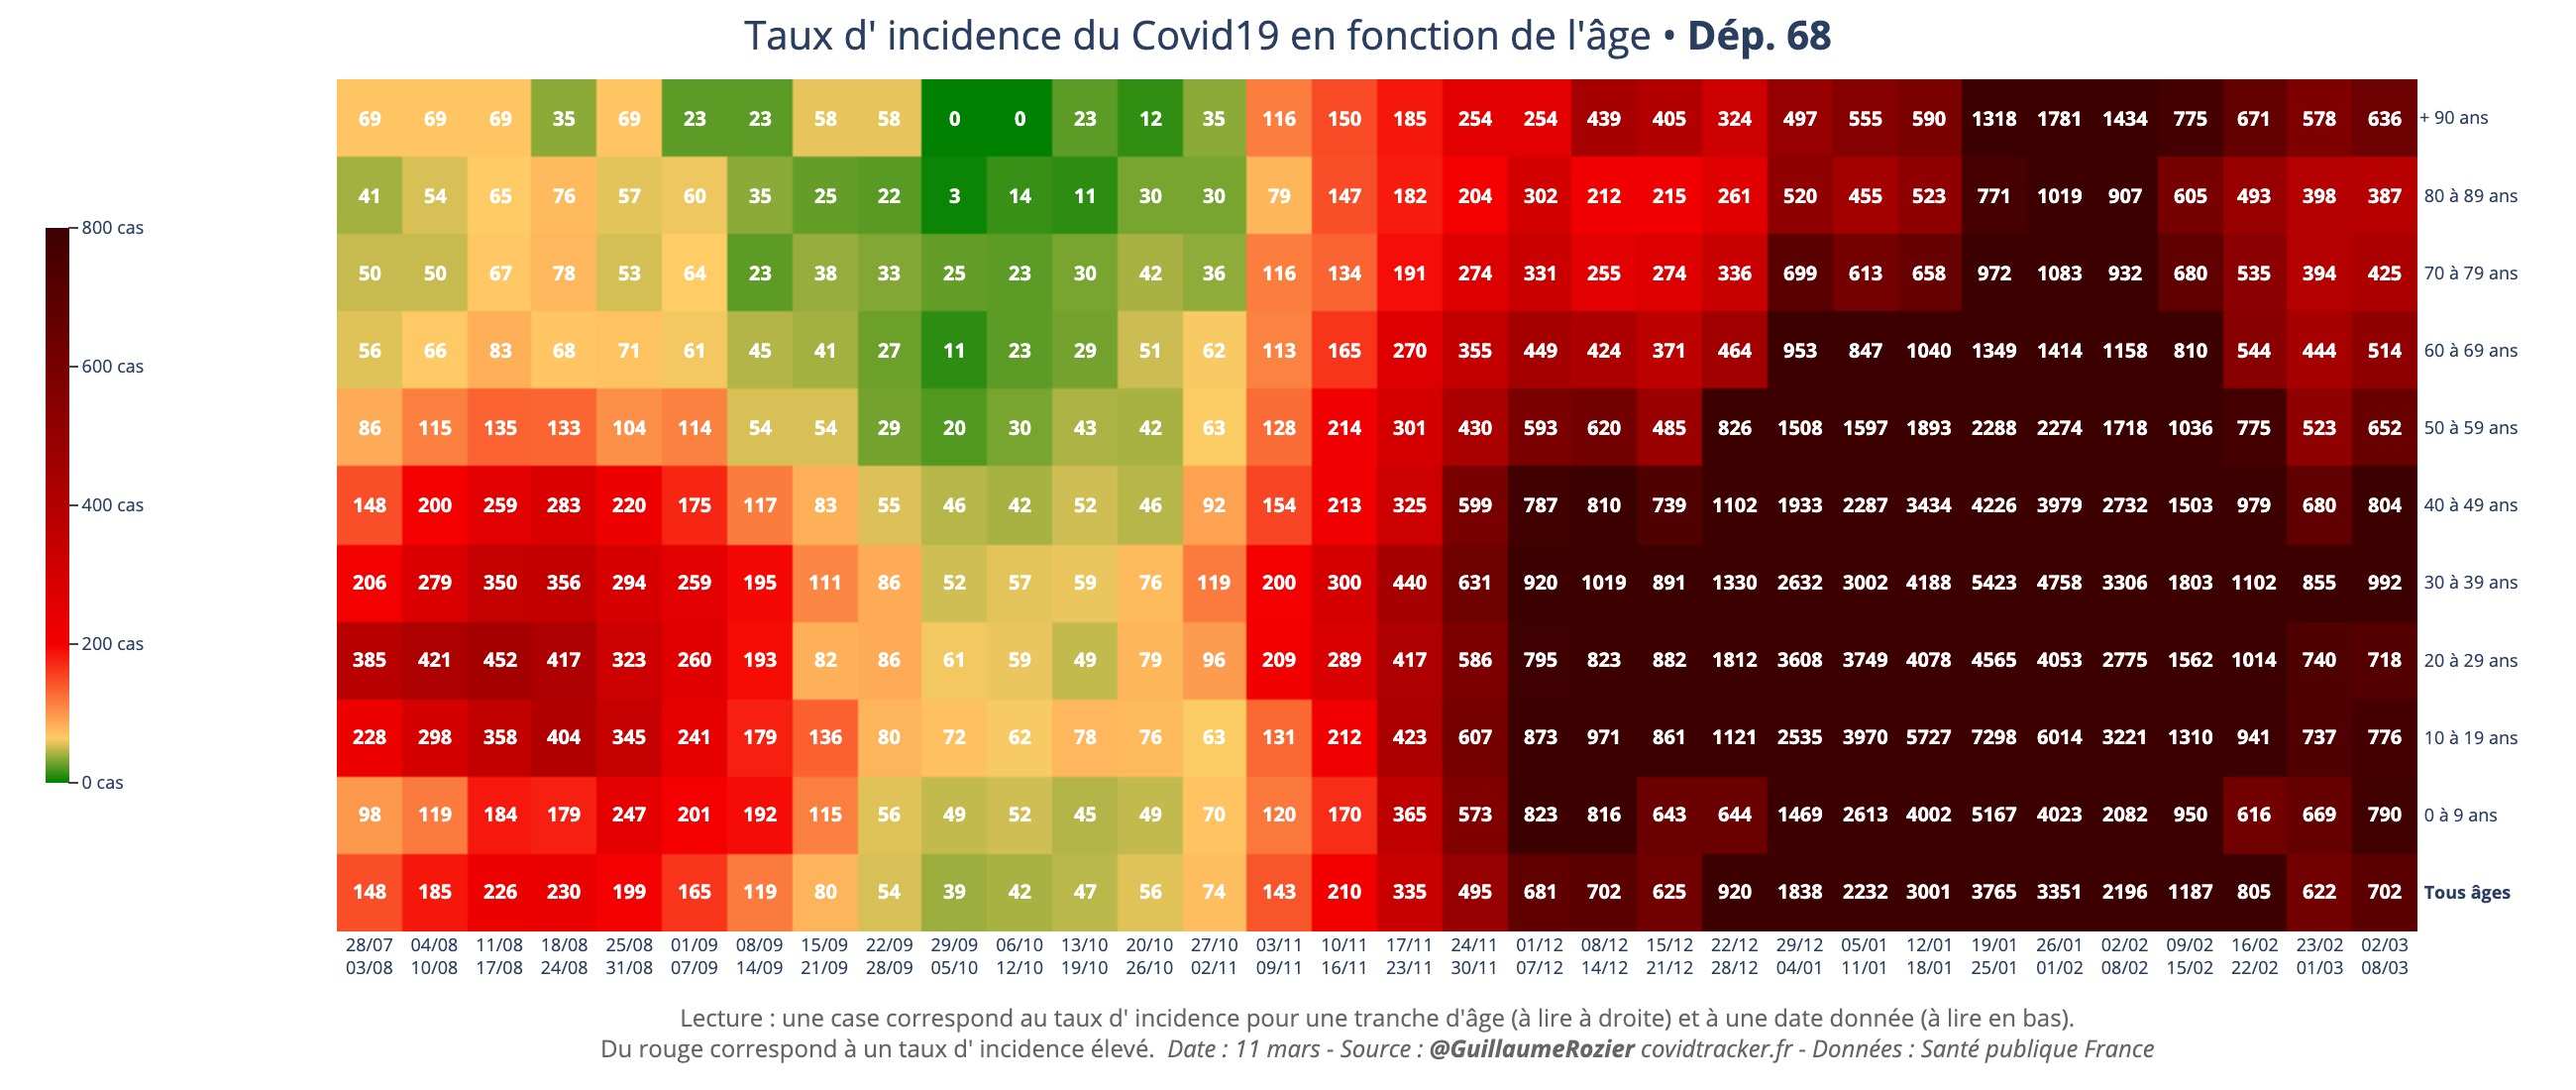 Taux d' incidence du Covid19 en fonction de l'âge • Dép. 68
69 69 69 35 69 23 23 58 58 0 0 23 12 35 116 150 185 254 254 439 405 324 497 555 590 1318 1781 1434 775 671 578 636 + 90 ans
41 54 65 76 57 60 35 25 22 3 14 11 30 30 79 147 182 204 302 212 215 261 520 455 523 771 1019 907 605 493 398 387 80 à 89 ans
800 cas
50 50 67 78 53 64 23 38 33 25 23 30 42 36 116 134 191 274 331 255 274 336 699 613 658 972 1083 932 680 535 394 425 70 à 79 ans
56 66 83 68 71 61 45 41 27 11 23 29 51 62 113 165 270 355 449 424 371 464 953 847 1040 1349 1414 1158 810 544 444 514 60 à 69 ans
600 cas
86 115 135 133 104 114 54 54 29 20 30 43 42 63 128 214 301 430 593 620 485 826 1508 1597 1893 2288 2274 1718 1036 775 523 652 50 à 59 ans
400 cas
148 200 259 283 220 175 117 83 55 46 42 52 46 92 154 213 325 599 787 810 739 1102 1933 2287 3434 4226 3979 2732 1503 979 680 804 40 à 49 ans
206 279 350 356 294 259 195 111 86 52 57 59 76 119 200 300 440 631 920 1019 891 1330 2632 3002 4188 5423 4758 3306 1803 1102 855 992 30 à 39 ans
200 cas
385 421 452 417 323 260 193 82 86 61 59 49 79 96 209 289 417 586 795 823 882 1812 3608 3749 4078 4565 4053 2775 1562 1014 740 718 20 à 29 ans
228 298 358 404 345 241 179 136 80 72 62 78 76 63 131 212 423 607 873 971 861 1121 2535 3970 5727 7298 6014 3221 1310 941 737 776 10 à 19 ans
0 cas
98 119 184 179 247 201 192 115 56 49 52 45 49 70 120 170 365 573 823 816 643 644 1469 2613 4002 5167 4023 2082 950 616 669 790 0 à 9 ans
148 185 226 230 199 165 119 80 54 39 42 47 56 74 143 210 335 495 681 702 625 920 1838 2232 3001 3765 3351 2196 1187 805 622 702 Tous âges
28/07 04/08 11/08 18/08 25/08 01/09 08/09 15/09 22/09 29/09 06/10 13/10 20/10 27/10 03/11 10/11 17/11 24/11 01/12 08/12 15/12 22/12 29/12 05/01 12/01 19/01 26/01 02/02 09/02 16/02 23/02 02/03
03/08 10/08 17/08 24/08 31/08 07/09 14/09 21/09 28/09 05/10 12/10 19/10 26/10 02/11 09/11 16/11 23/11 30/11 07/12 14/12 21/12 28/12 04/01 11/01 18/01 25/01 01/02 08/02 15/02 22/02 01/03 08/03
Lecture : une case correspond au taux d' incidence pour une tranche d'âge (à lire à droite) et à une date donnée (à lire en bas).
Du rouge correspond à un taux d' incidence élevé. Date : 11 mars - Source : @GuillaumeRozier covidtracker.fr - Données : Santé publique France